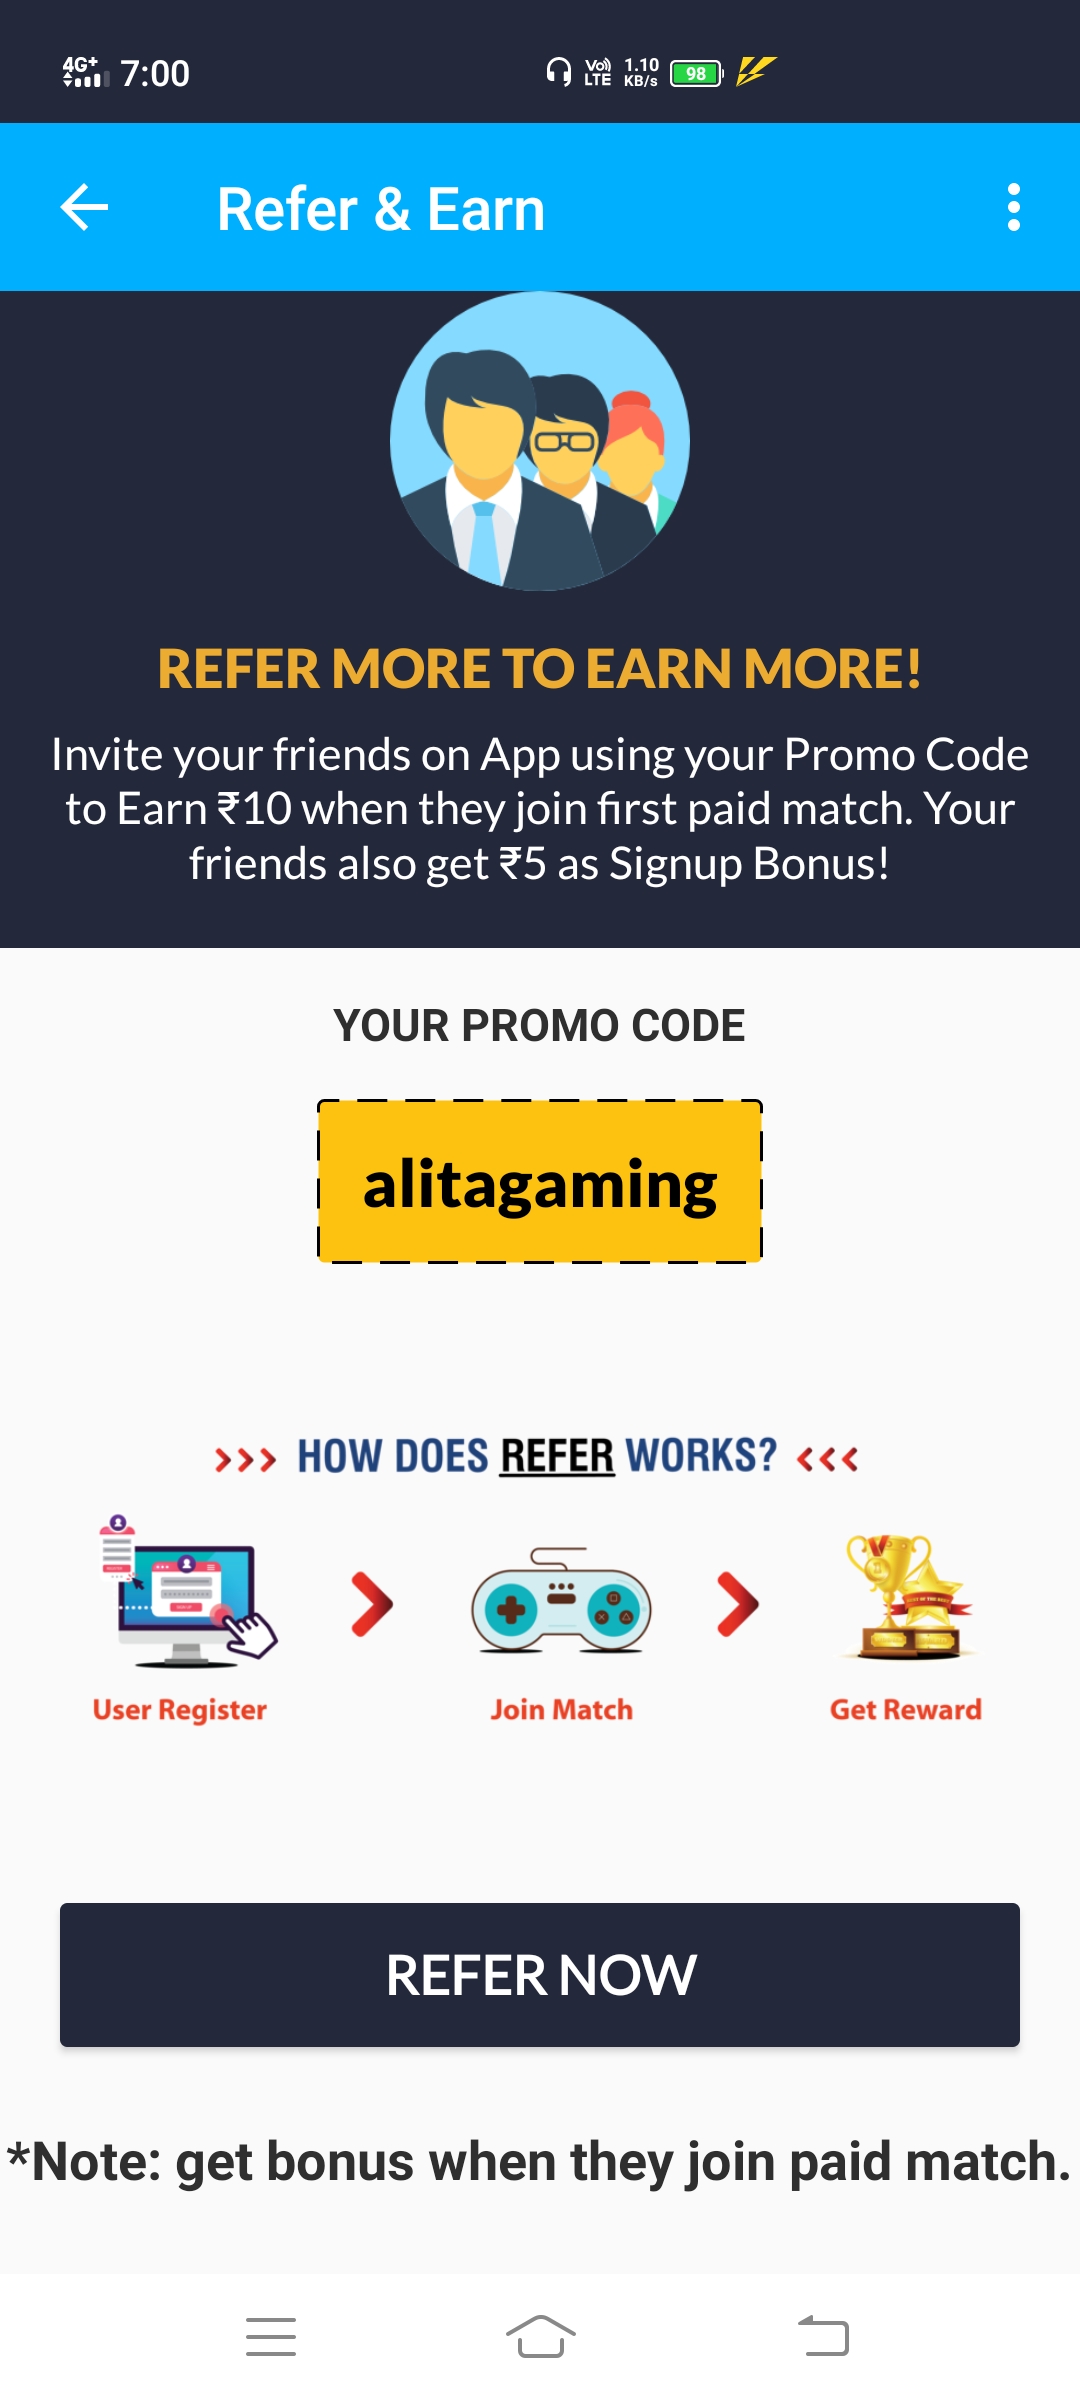 4G+ 7:00 Vo)) LTE 1.10 KB/s 98
Refer & Earn
REFER MORE TO EARN MORE!
Invite your friends on App using your Promo Code
to Earn ₹10 when they join first paid match. Your
friends also get ₹5 as Signup Bonus!
YOUR PROMO CODE
alitagaming
>>> HOW DOES REFER WORKS? <<<
User Register
Join Match
Get Reward
REFER NOW
*Note: get bonus when they join paid match.